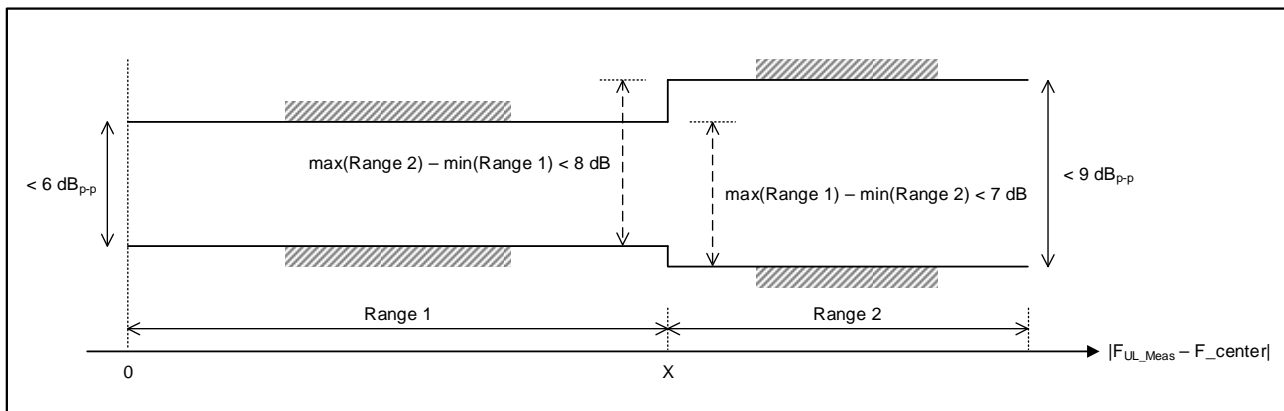 max(Range 2) – min(Range 1) < 8 dB
< 6 dBp-p
< 9 dBp-p
max(Range 1) – min(Range 2) < 7 dB
Range 1
Range 2
|FUL_Meas – F_center|
0
X